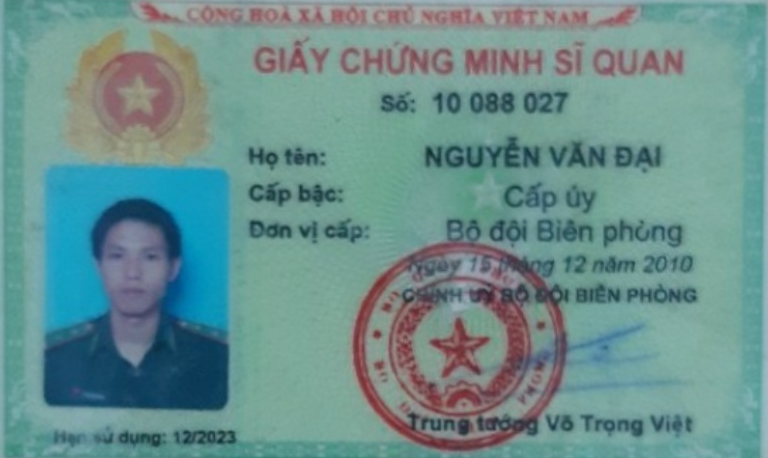 CỘNG HOÀ XÃ HỘI CHỦ NGHĨA VIỆT NAM
GIẤY CHỨNG MINH SĨ QUAN
Số: 10 088 027
Họ tên: NGUYỄN VĂN ĐẠI
Cấp bậc: Cấp úy
Đơn vị cấp: Bộ đội Biên phòng
Ngày 15 tháng 12 năm 2010
CHÍNH UỶ BỘ ĐỘI BIÊN PHÒNG
Trung tướng Võ Trọng Việt
Hạn sử dụng: 12/2023